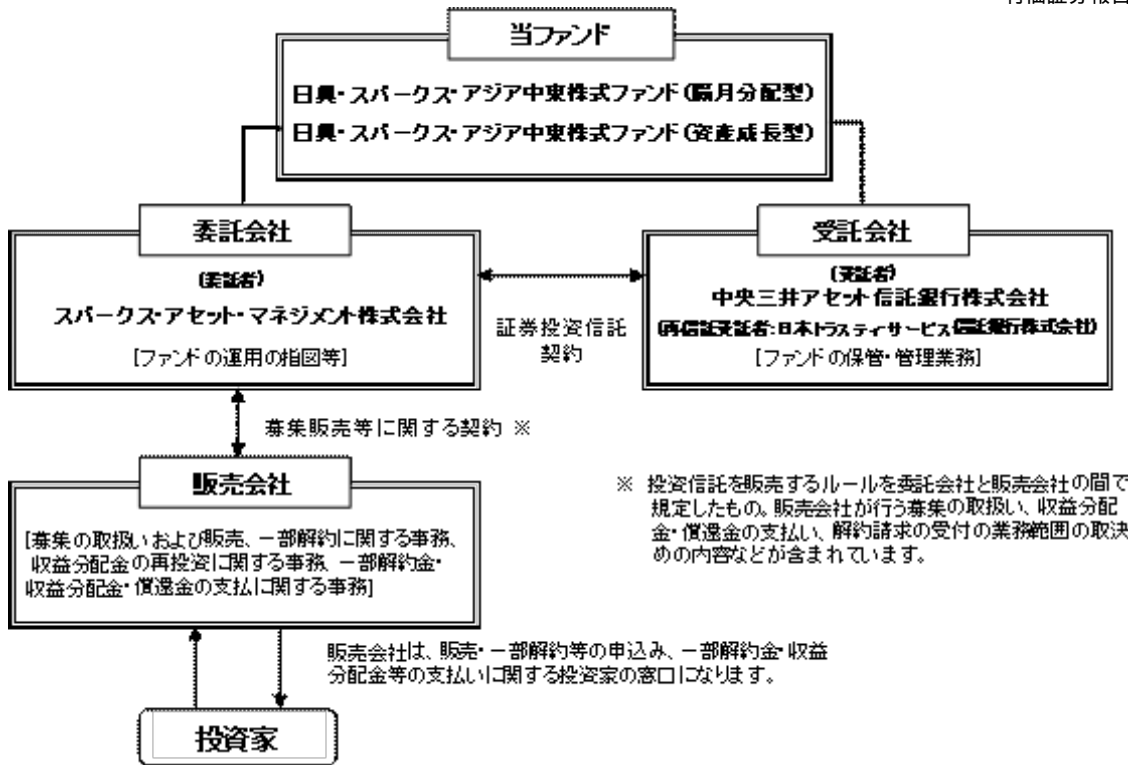 有価証券報告
当ファンド
日興・スパークス・アジア中東株式ファンド(隔月分配型)
日興・スパークス・アジア中東株式ファンド(資産成長型)
委託会社
(委託者)
スパークス・アセット・マネジメント株式会社
[ファンドの運用の指図等]
証券投資信託
契約
受託会社
(受託者)
中央三井アセット信託銀行株式会社
(再信託受託者:日本トラスティサービス信託銀行株式会社)
[ファンドの保管・管理業務]
募集販売等に関する契約 ※
販売会社
[募集の取扱いおよび販売、一部解約に関する事務、
収益分配金の再投資に関する事務、一部解約金・
収益分配金・償還金の支払に関する事務]
※ 投資信託を販売するルールを委託会社と販売会社の間で
規定したもの。販売会社が行う募集の取扱い、収益分配
金・償還金の支払い、解約請求の受付の業務範囲の取決
めの内容などが含まれています。
販売会社は、販売・一部解約等の申込み、一部解約金・収益
分配金等の支払いに関する投資家の窓口になります。
投資家